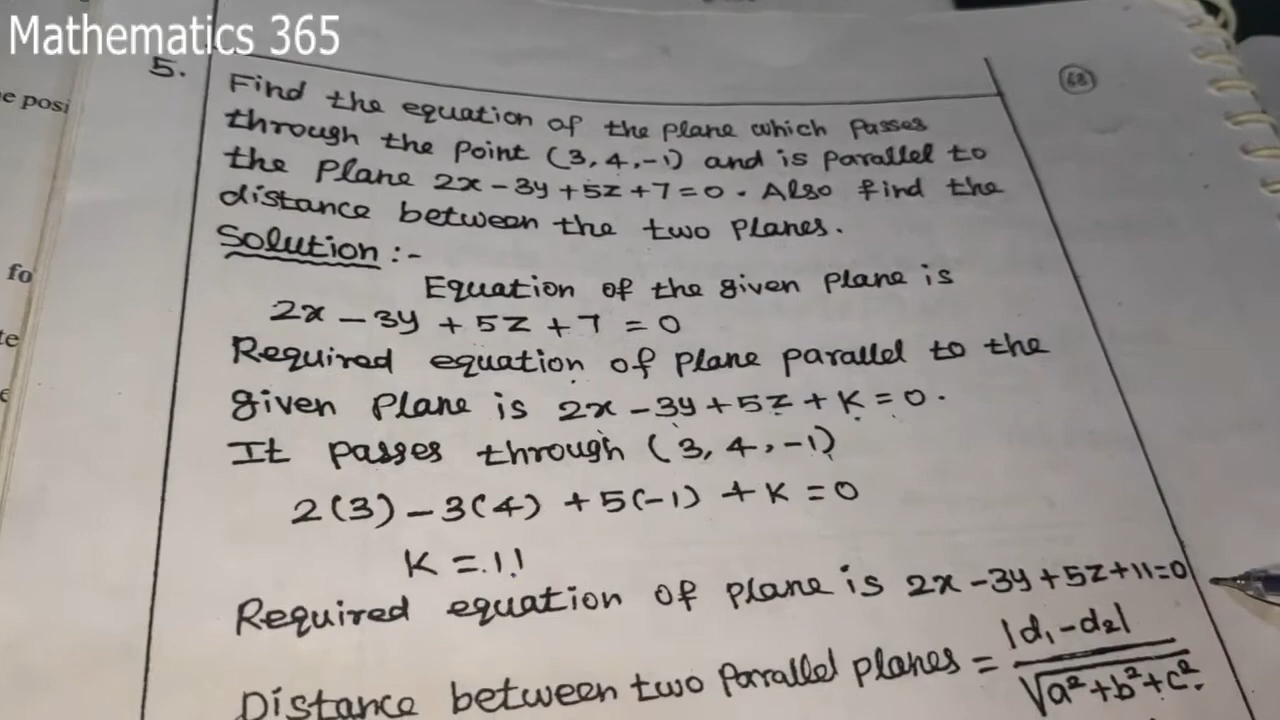 Mathematics 365
e posi
fo
te
e
68
5. Find the equation of the plane which passes
through the point (3, 4, -1) and is parallel to
the plane 2x - 3y + 5z + 7 = 0. Also find the
distance between the two planes.
Solution :-
Equation of the given plane is
2x - 3y + 5z + 7 = 0
Required equation of plane parallel to the
given plane is 2x - 3y + 5z + k = 0.
It passes through (3, 4, -1)
2(3) - 3(4) + 5(-1) + k = 0
k = 11
Required equation of plane is 2x - 3y + 5z + 11 = 0
Distance between two parallel planes = |d₁ - d₂| / √a² + b² + c².